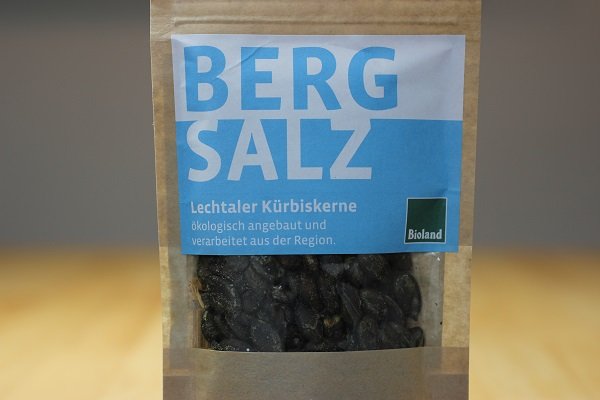 BERG
SALZ
Lechtaler Kürbiskerne
ökologisch angebaut und
verarbeitet aus der Region.
Bioland